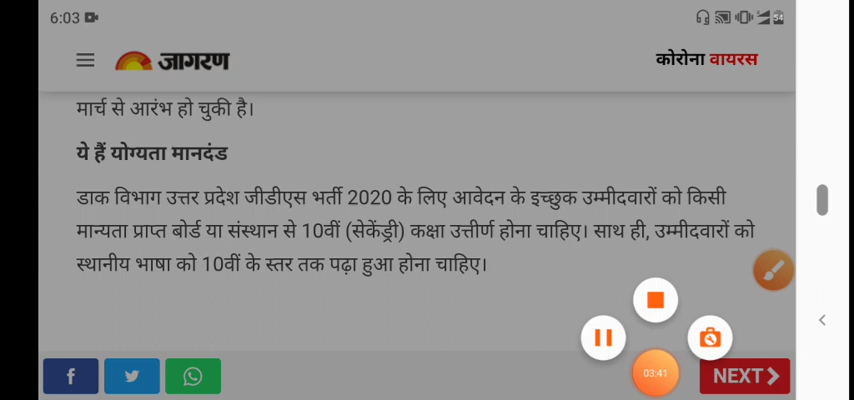 6:03
54
जागरण
कोरोना वायरस
मार्च से आरंभ हो चुकी है।
ये हैं योग्यता मानदंड
डाक विभाग उत्तर प्रदेश जीडीएस भर्ती 2020 के लिए आवेदन के इच्छुक उम्मीदवारों को किसी
मान्यता प्राप्त बोर्ड या संस्थान से 10वीं (सेकेंड्री) कक्षा उत्तीर्ण होना चाहिए। साथ ही, उम्मीदवारों को
स्थानीय भाषा को 10वीं के स्तर तक पढ़ा हुआ होना चाहिए।
03:41
NEXT